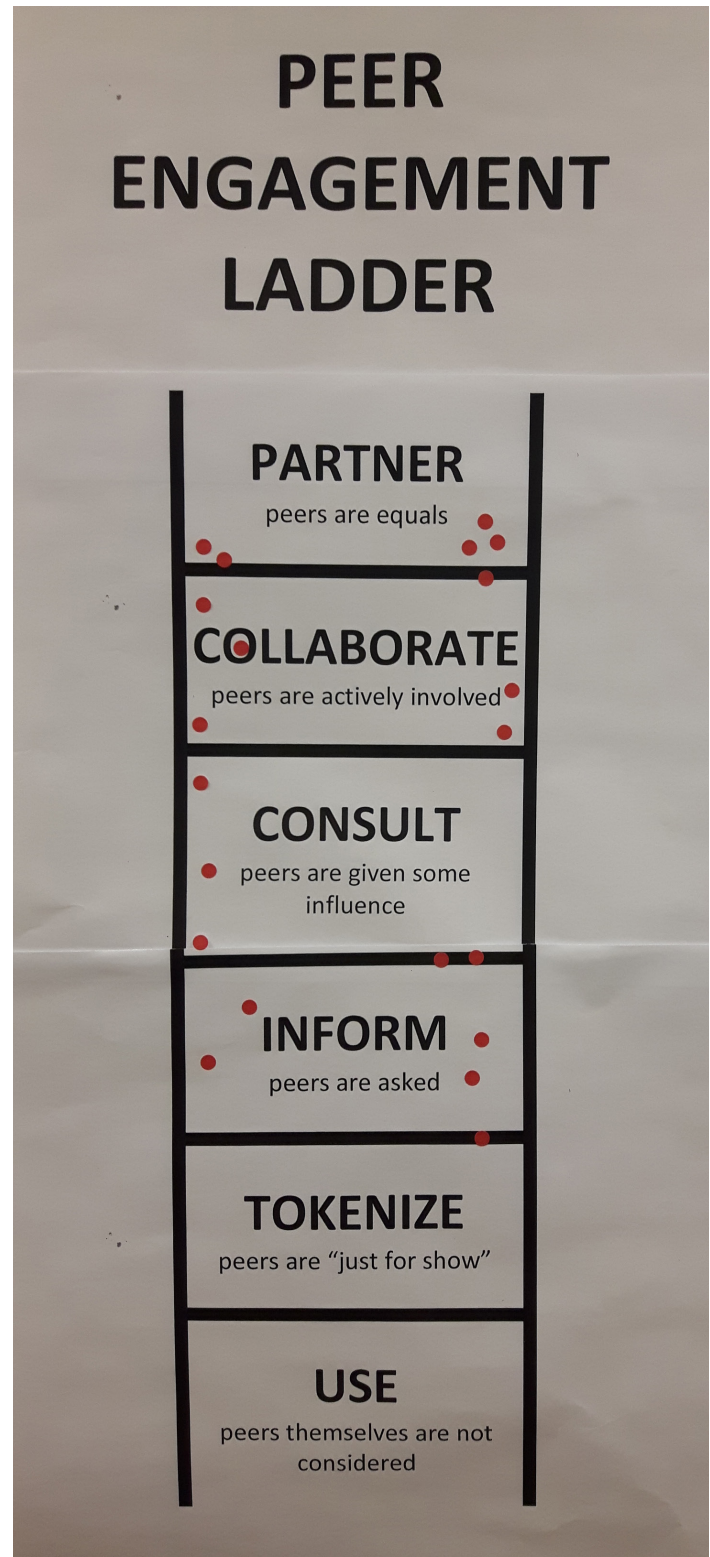 PEER
ENGAGEMENT
LADDER
PARTNER
peers are equals
COLLABORATE
peers are actively involved
CONSULT
peers are given some
influence
INFORM
peers are asked
TOKENIZE
peers are “just for show”
USE
peers themselves are not
considered